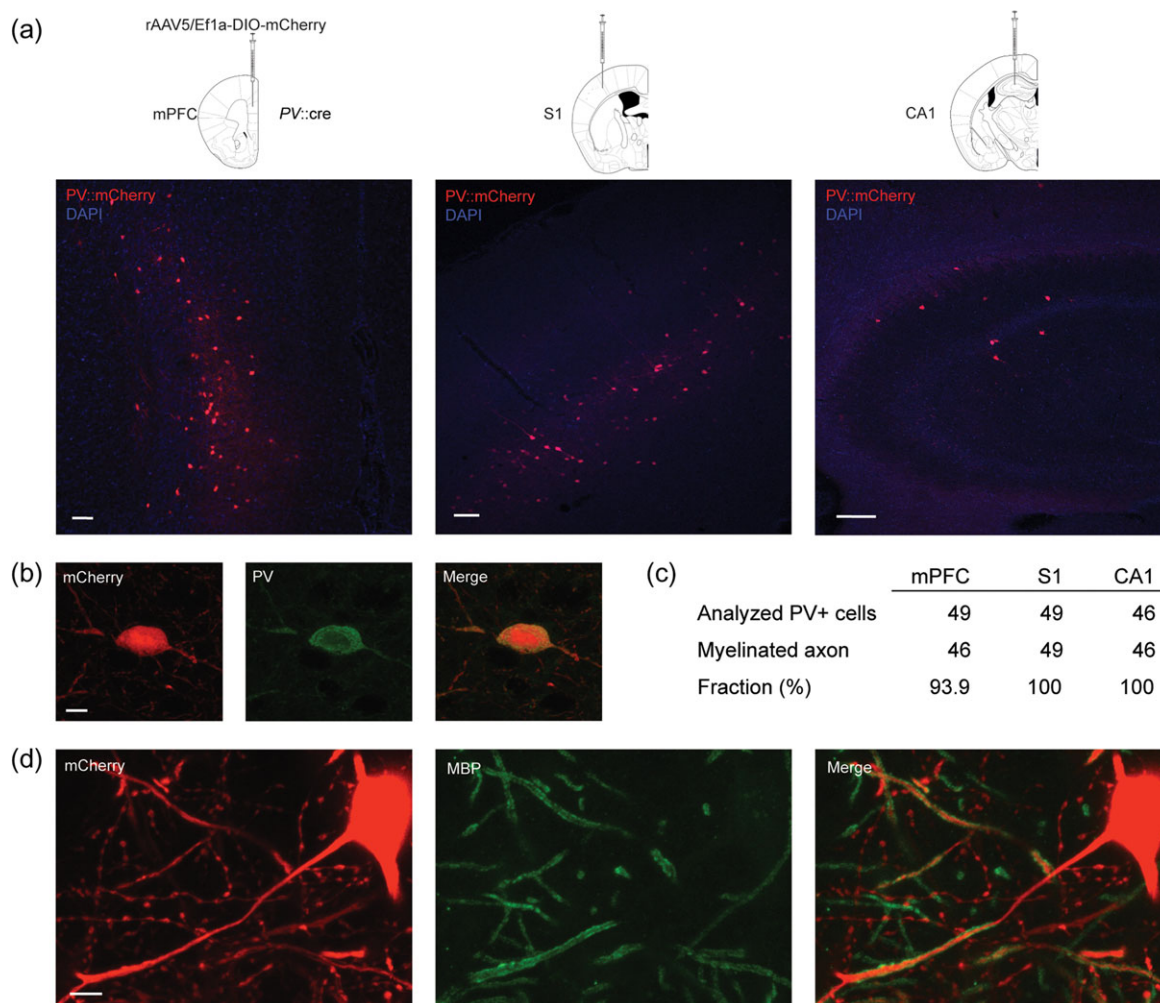 (a)
rAAV5/Ef1a-DIO-mCherry
mPFC
PV::cre
S1
CA1
PV::mCherry
DAPI
PV::mCherry
DAPI
PV::mCherry
DAPI
(b)
mCherry
PV
Merge
(c)
mPFC S1 CA1
Analyzed PV+ cells 49 49 46
Myelinated axon 46 49 46
Fraction (%) 93.9 100 100
(d)
mCherry
MBP
Merge